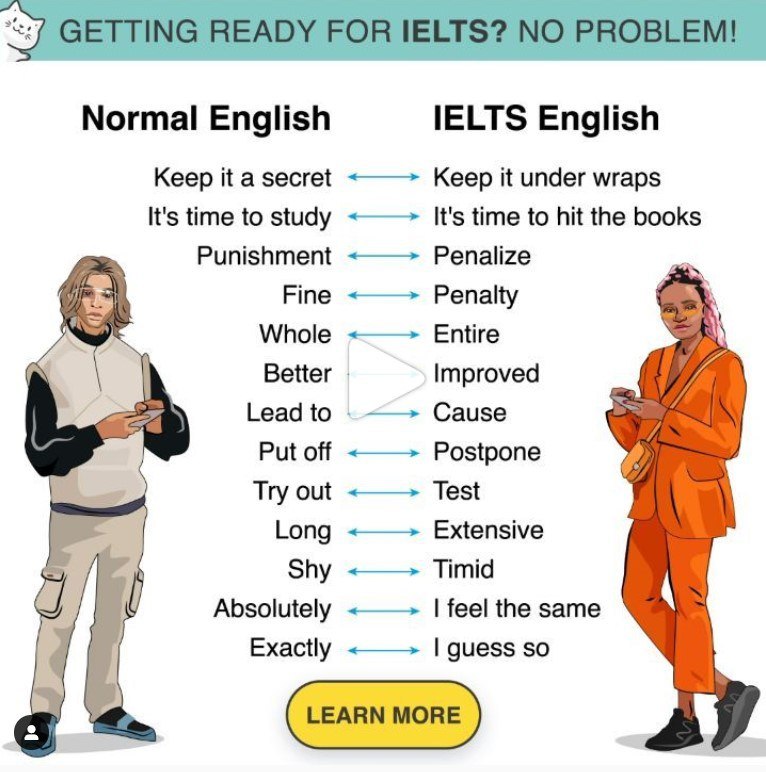 GETTING READY FOR IELTS? NO PROBLEM!
Normal English IELTS English
Keep it a secret Keep it under wraps
It's time to study It's time to hit the books
Punishment Penalize
Fine Penalty
Whole Entire
Better Improved
Lead to Cause
Put off Postpone
Try out Test
Long Extensive
Shy Timid
Absolutely I feel the same
Exactly I guess so
LEARN MORE